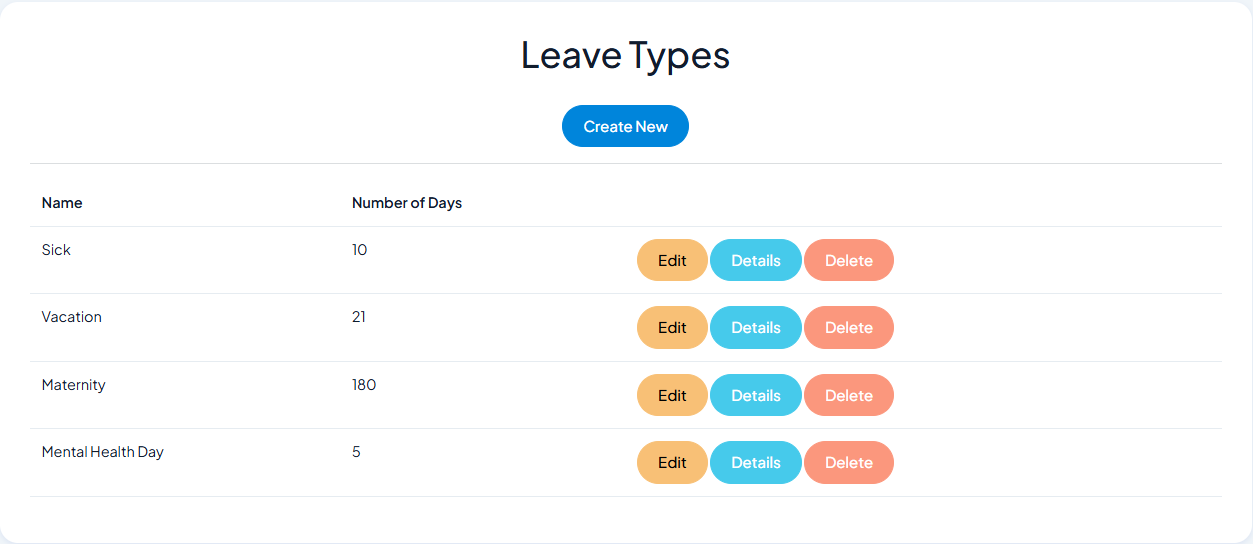 Leave Types
Create New
Name Number of Days
Sick 10 Edit Details Delete
Vacation 21 Edit Details Delete
Maternity 180 Edit Details Delete
Mental Health Day 5 Edit Details Delete